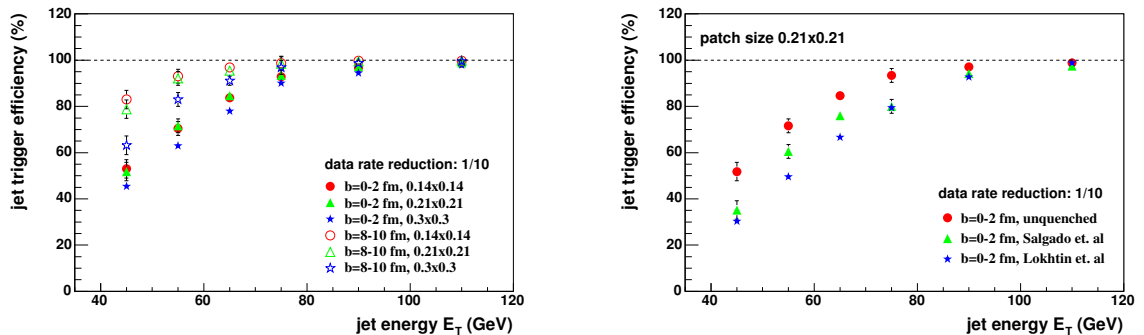 jet trigger efficiency (%)
120
100
80
60
40
20
0
data rate reduction: 1/10
b=0-2 fm, 0.14x0.14
b=0-2 fm, 0.21x0.21
b=0-2 fm, 0.3x0.3
b=8-10 fm, 0.14x0.14
b=8-10 fm, 0.21x0.21
b=8-10 fm, 0.3x0.3
40 60 80 100 120
jet energy E_T (GeV)
jet trigger efficiency (%)
120
100
80
60
40
20
0
patch size 0.21x0.21
data rate reduction: 1/10
b=0-2 fm, unquenched
b=0-2 fm, Salgado et. al
b=0-2 fm, Lokhtin et. al
40 60 80 100 120
jet energy E_T (GeV)